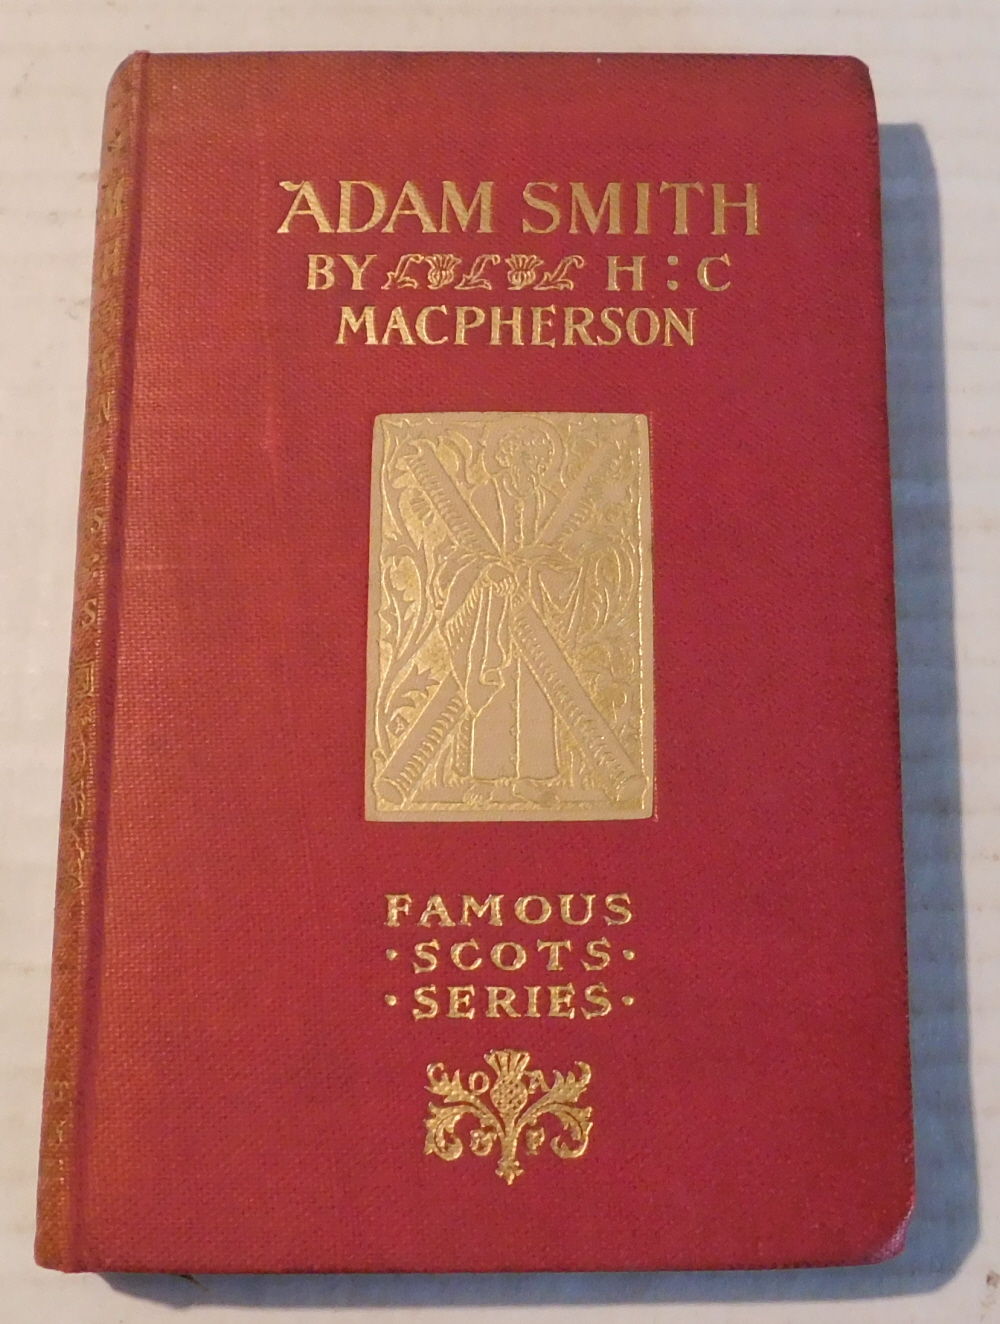 ADAM SMITH
BY H : C
MACPHERSON
FAMOUS
· SCOTS ·
· SERIES ·